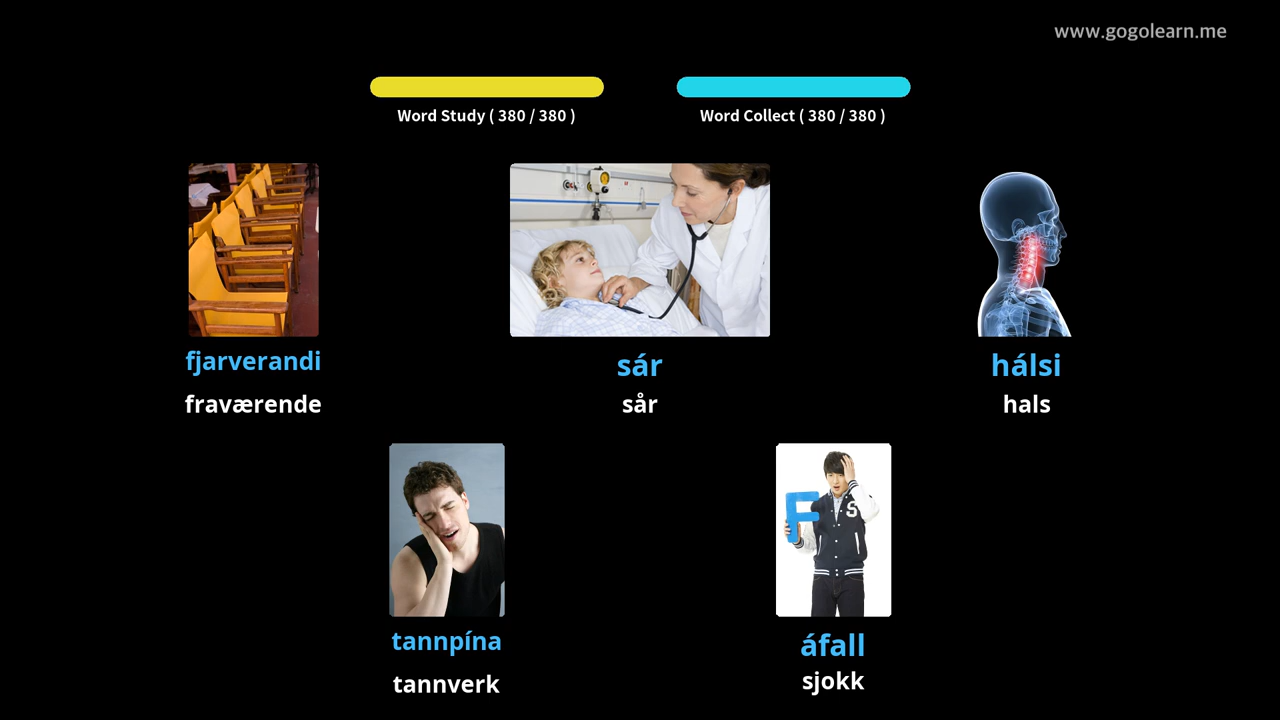 www.gogolearn.me
Word Study ( 380 / 380 )
Word Collect ( 380 / 380 )
fjarverandi
fraværende
sár
sår
hálsi
hals
F
S
tannpína
tannverk
áfall
sjokk